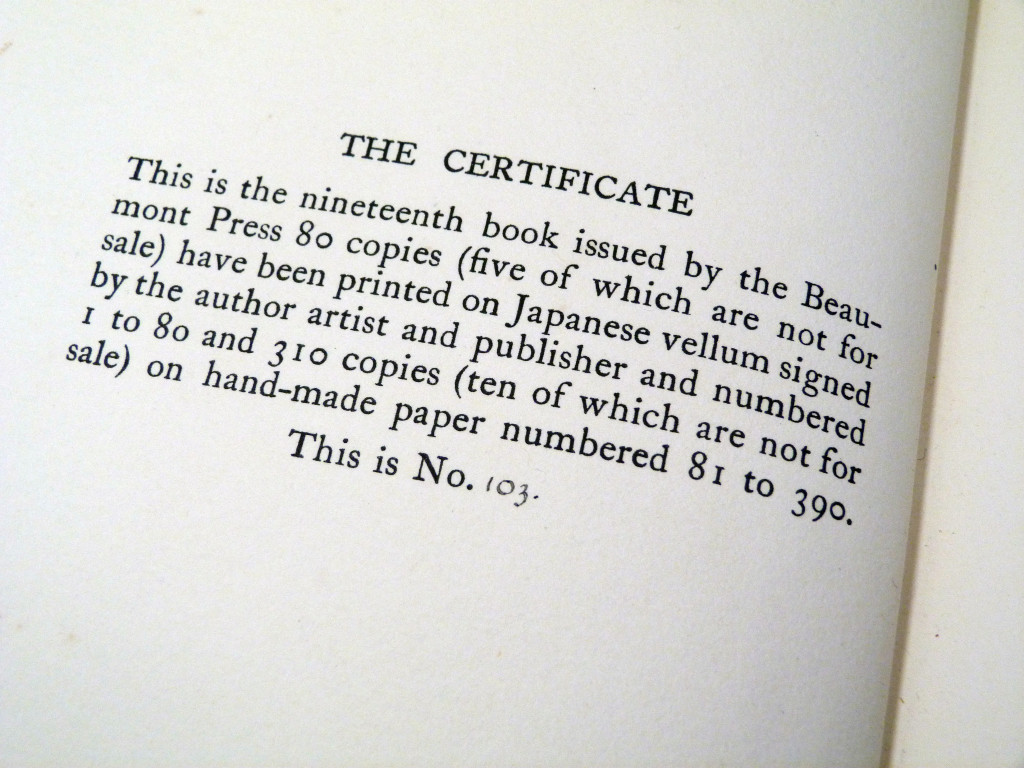 THE CERTIFICATE
This is the nineteenth book issued by the Beau-
mont Press 80 copies (five of which are not for
sale) have been printed on Japanese vellum signed
by the author artist and publisher and numbered
1 to 80 and 310 copies (ten of which are not for
sale) on hand-made paper numbered 81 to 390.
This is No. 103.